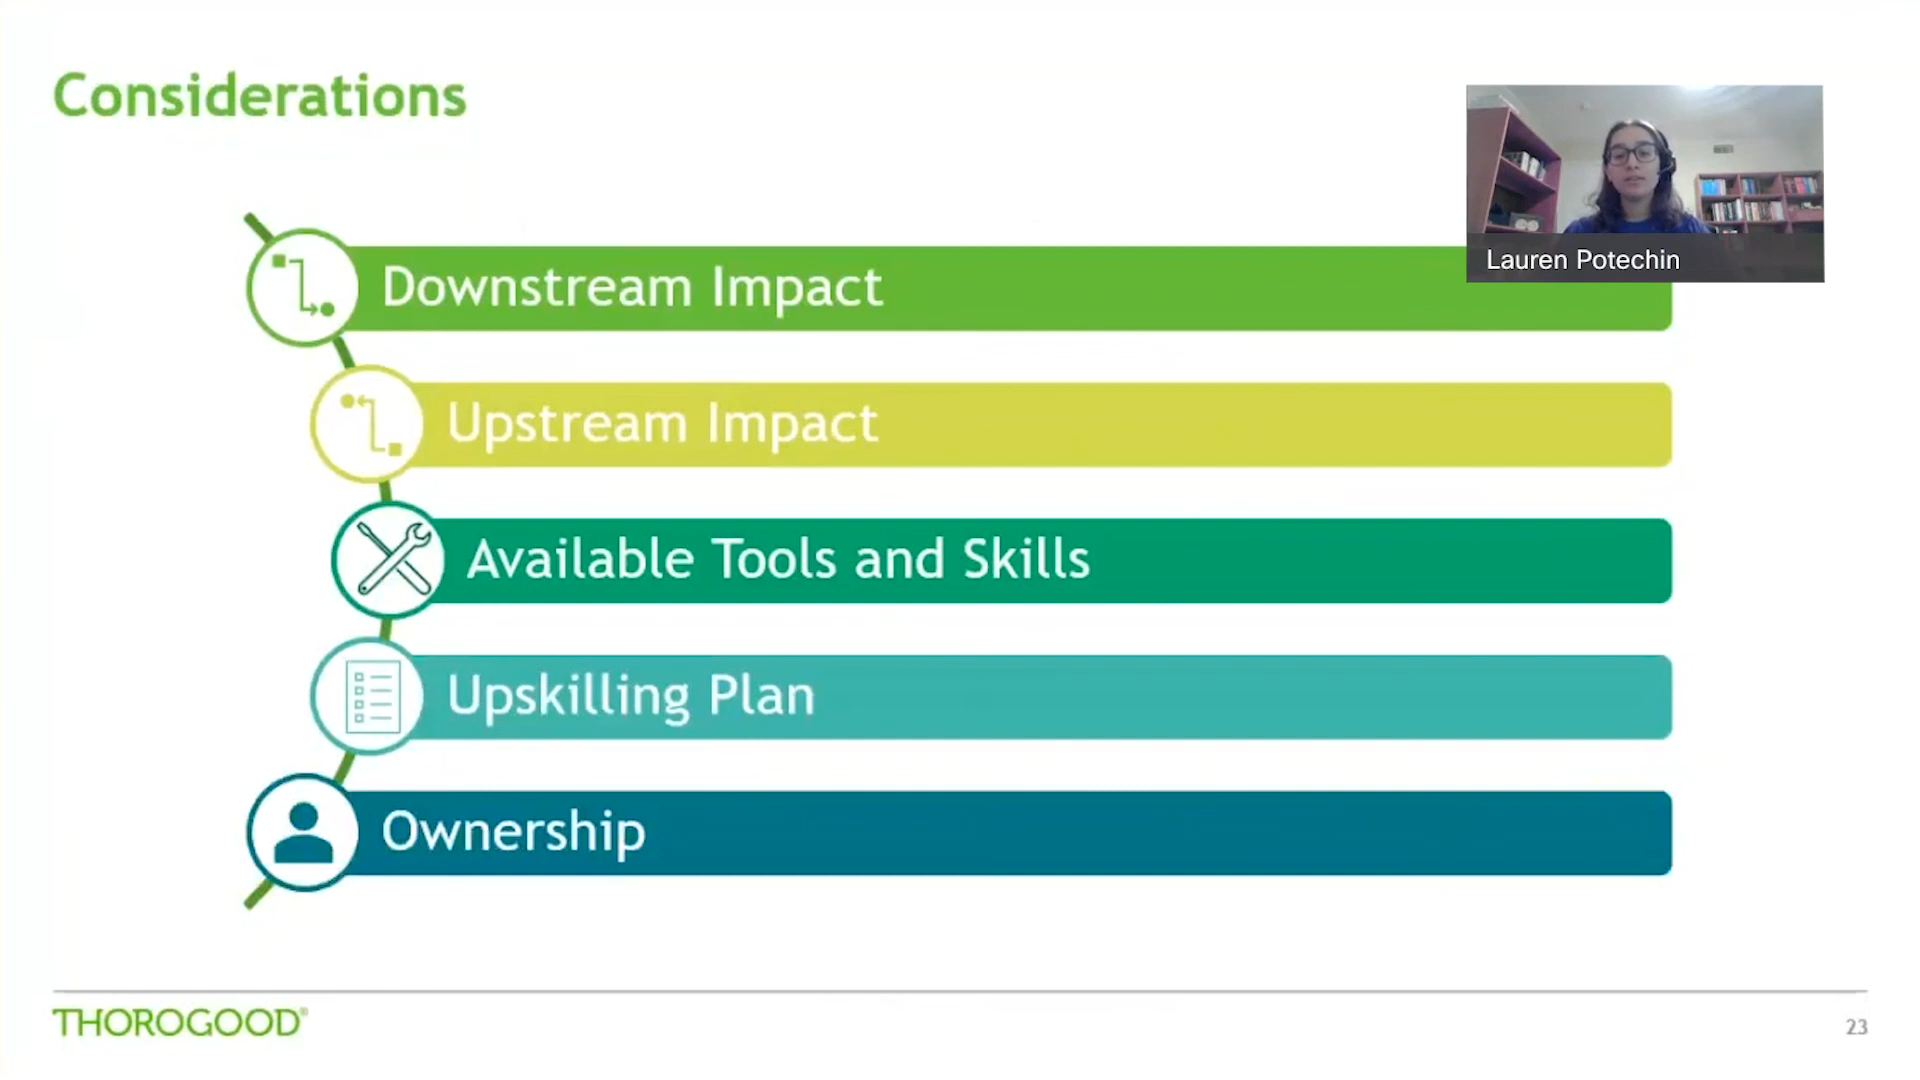 Considerations
Lauren Potechin
Downstream Impact
Upstream Impact
Available Tools and Skills
Upskilling Plan
Ownership
THOROGOOD®
23